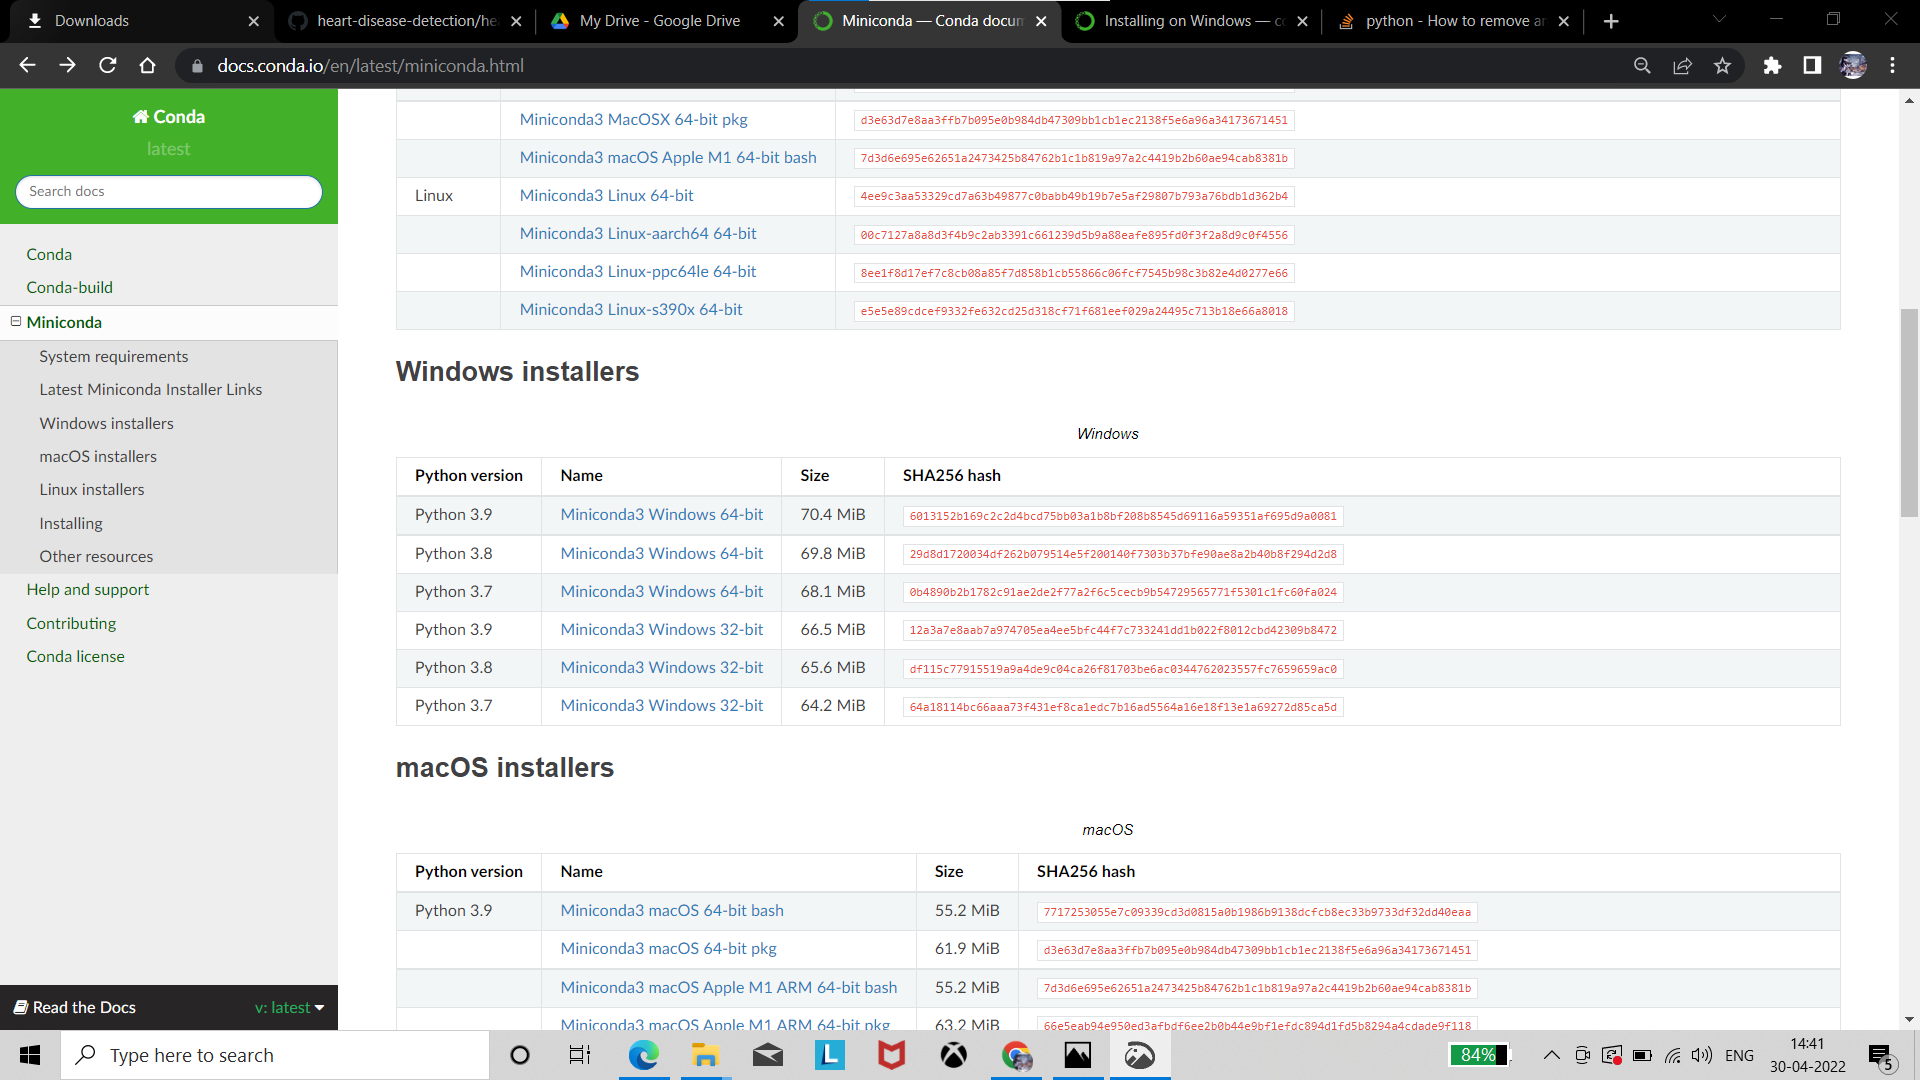 Downloads
heart-disease-detection/hea
My Drive - Google Drive
Miniconda — Conda docum
Installing on Windows — co
python - How to remove an
docs.conda.io/en/latest/miniconda.html
Conda
latest
Search docs
Conda
Conda-build
Miniconda
System requirements
Latest Miniconda Installer Links
Windows installers
macOS installers
Linux installers
Installing
Other resources
Help and support
Contributing
Conda license
Read the Docs
v: latest
Miniconda3 MacOSX 64-bit pkg d3e63d7e8aa3ffb7b095e0b984db47309bb1cb1ec2138f5e6a96a34173671451
Miniconda3 macOS Apple M1 64-bit bash 7d3d6e695e62651a2473425b84762b1c1b819a97a2c4419b2b60ae94cab8381b
Linux Miniconda3 Linux 64-bit 4ee9c3aa53329cd7a63b49877c0babb49b19b7e5af29807b793a76bdb1d362b4
Miniconda3 Linux-aarch64 64-bit 00c7127a8a8d3f4b9c2ab3391c661239d5b9a88eafe895fd0f3f2a8d9c0f4556
Miniconda3 Linux-ppc64le 64-bit 8ee1f8d17ef7c8cb08a85f7d858b1cb55866c06fcf7545b98c3b82e4d0277e66
Miniconda3 Linux-s390x 64-bit e5e5e89cdcef9332fe632cd25d318cf71f681eef029a24495c713b18e66a8018
Windows installers
Windows
Python version Name Size SHA256 hash
Python 3.9 Miniconda3 Windows 64-bit 70.4 MiB 6013152b169c2c2d4bcd75bb03a1b8bf208b8545d69116a59351af695d9a0081
Python 3.8 Miniconda3 Windows 64-bit 69.8 MiB 29d8d1720034df262b079514e5f200140f7303b37bfe90ae8a2b40b8f294d2d8
Python 3.7 Miniconda3 Windows 64-bit 68.1 MiB 0b4890b2b1782c91ae2de2f77a2f6c5cecb9b54729565771f5301c1fc60fa024
Python 3.9 Miniconda3 Windows 32-bit 66.5 MiB 12a3a7e8aab7a974705ea4ee5bfc44f7c733241dd1b022f8012cbd42309b8472
Python 3.8 Miniconda3 Windows 32-bit 65.6 MiB df115c77915519a9a4de9c04ca26f81703be6ac0344762023557fc7659659ac0
Python 3.7 Miniconda3 Windows 32-bit 64.2 MiB 64a18114bc66aaa73f431ef8ca1edc7b16ad5564a16e18f13e1a69272d85ca5d
macOS installers
macOS
Python version Name Size SHA256 hash
Python 3.9 Miniconda3 macOS 64-bit bash 55.2 MiB 7717253055e7c09339cd3d0815a0b1986b9138dcfcb8ec33b9733df32dd40eaa
Miniconda3 macOS 64-bit pkg 61.9 MiB d3e63d7e8aa3ffb7b095e0b984db47309bb1cb1ec2138f5e6a96a34173671451
Miniconda3 macOS Apple M1 ARM 64-bit bash 55.2 MiB 7d3d6e695e62651a2473425b84762b1c1b819a97a2c4419b2b60ae94cab8381b
Miniconda3 macOS Apple M1 ARM 64-bit pkg 63.2 MiB 66e5eab94e950ed3afbdf6ee2b0b44e9bf1efdc894d1fd5b8294a4cdade9f118
Type here to search
L
84%
ENG
14:41
30-04-2022
5